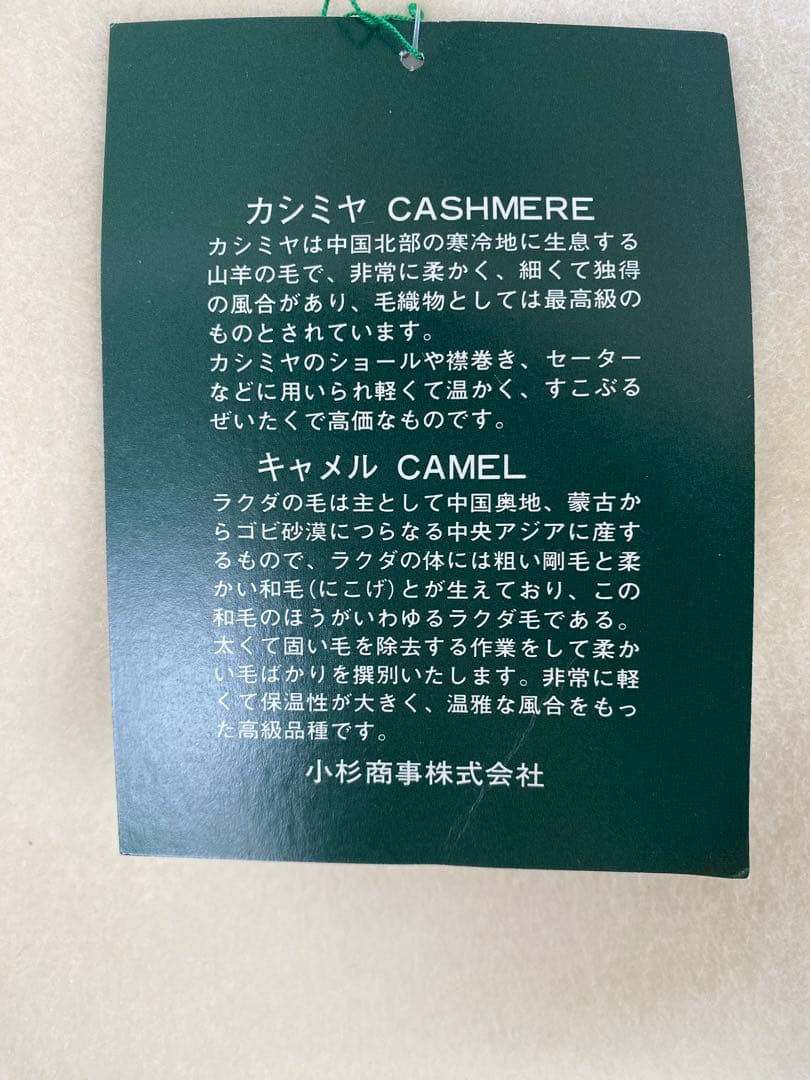 カシミヤ CASHMERE
カシミヤは中国北部の寒冷地に生息する
山羊の毛で、非常に柔かく、細くて独得
の風合があり、毛織物としては最高級の
ものとされています。
カシミヤのショールや襟巻き、セーター
などに用いられ軽くて温かく、すこぶる
ぜいたくで高価なものです。
キャメル CAMEL
ラクダの毛は主として中国奥地、蒙古か
らゴビ砂漠につらなる中央アジアに産す
るもので、ラクダの体には粗い剛毛と柔
かい和毛(にこげ)とが生えており、この
和毛のほうがいわゆるラクダ毛である。
太くて固い毛を除去する作業をして柔か
い毛ばかりを撰別いたします。非常に軽
くて保温性が大きく、温雅な風合をもっ
た高級品種です。
小杉商事株式会社